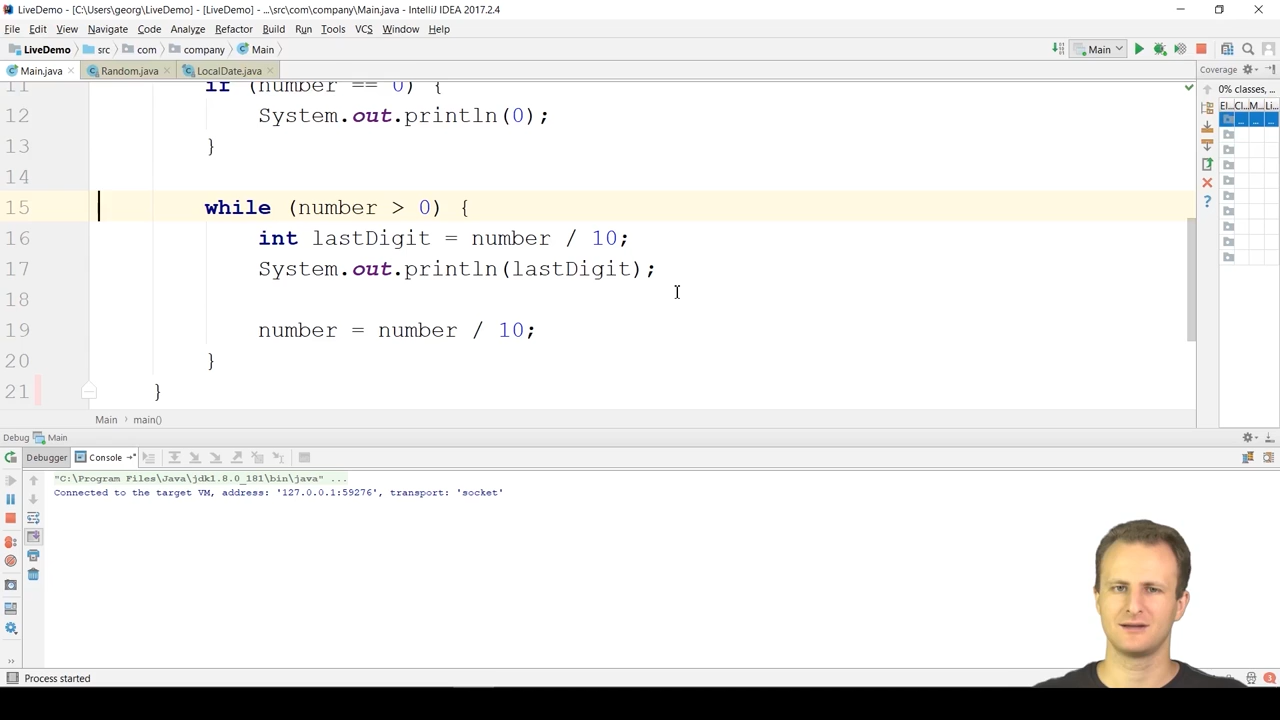 LiveDemo - [C:\Users\georg\LiveDemo] - [LiveDemo] - ...\src\com\company\Main.java - IntelliJ IDEA 2017.2.4
File Edit View Navigate Code Analyze Refactor Build Run Tools VCS Window Help
LiveDemo src com company Main Main
Main.java Random.java LocalDate.java Coverage
0% classes, ...
11 if (number == 0) {
El... Cl... M... Li...
12 System.out.println(0);
... ... ...
13 }
14
15 while (number > 0) {
16 int lastDigit = number / 10;
17 System.out.println(lastDigit);
18
19 number = number / 10;
20 }
21 }
Main › main()
Debug Main
Debugger Console
"C:\Program Files\Java\jdk1.8.0_181\bin\java" ...
Connected to the target VM, address: '127.0.0.1:59276', transport: 'socket'
Process started 3